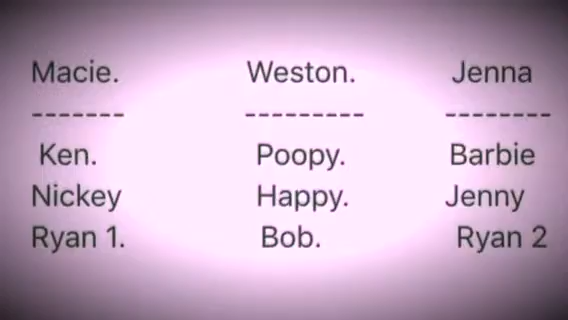 Macie. Weston. Jenna
------- --------- --------
Ken. Poopy. Barbie
Nickey Happy. Jenny
Ryan 1. Bob. Ryan 2